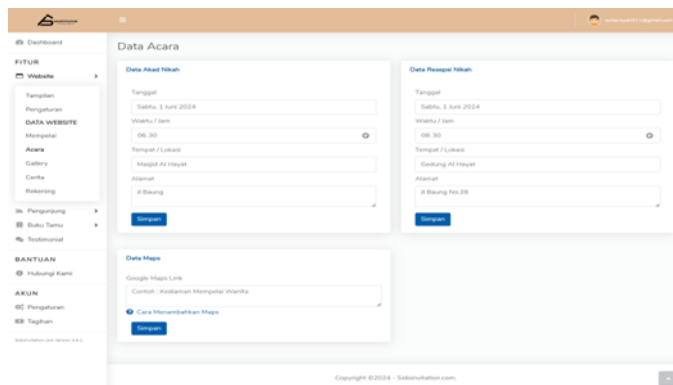 Dashboard
FITUR
Website
Tampilan
Pengaturan
DATA WEBSITE
Mempelai
Acara
Gallery
Cerita
Rekening
Pengunjung
Buku Tamu
Testimonial
BANTUAN
Hubungi Kami
AKUN
Pengaturan
Tagihan
Data Acara
Data Akad Nikah
Tanggal
Sabtu, 1 Juni 2024
Waktu / Jam
06.30
Tempat / Lokasi
Masjid Al Hayat
Alamat
Jl Baung
Simpan
Data Resepsi Nikah
Tanggal
Sabtu, 1 Juni 2024
Waktu / Jam
08.30
Tempat / Lokasi
Gedung Al Hayat
Alamat
Jl Baung No.28
Simpan
Data Maps
Google Maps Link
Contoh : Kediaman Mempelai Wanita
Cara Menambahkan Maps
Simpan
Copyright ©2024 - Sidoinvitation.com.